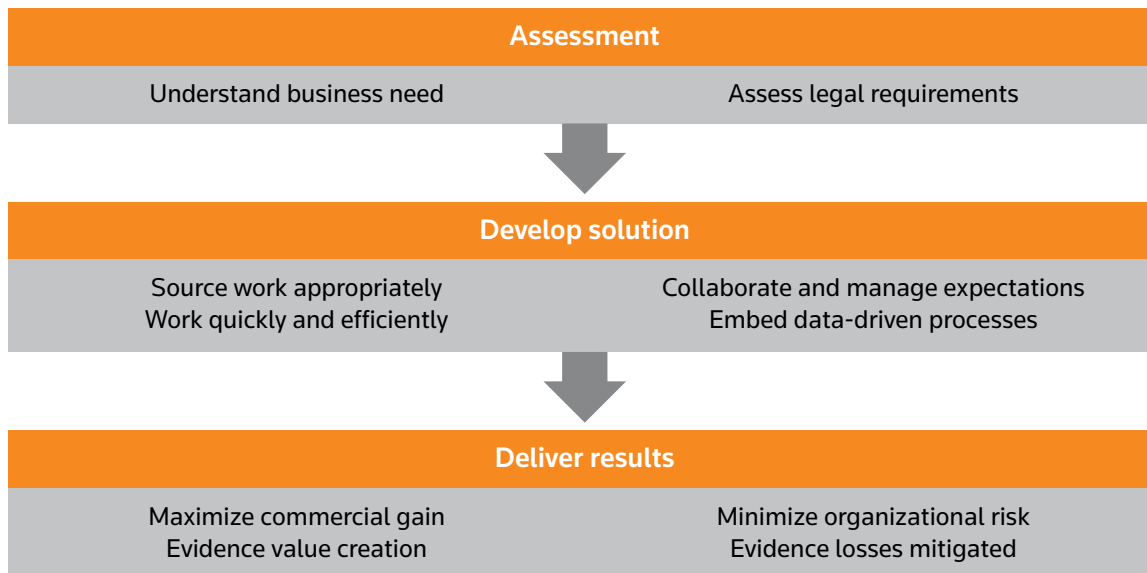 Assessment
Understand business need
Assess legal requirements
Develop solution
Source work appropriately
Work quickly and efficiently
Collaborate and manage expectations
Embed data-driven processes
Deliver results
Maximize commercial gain
Evidence value creation
Minimize organizational risk
Evidence losses mitigated